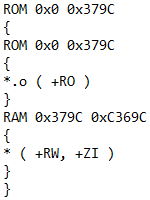 ROM 0x0 0x379C
{
ROM 0x0 0x379C
{
*.o ( +RO )
}
RAM 0x379C 0xC369C
{
* ( +RW, +ZI )
}
}